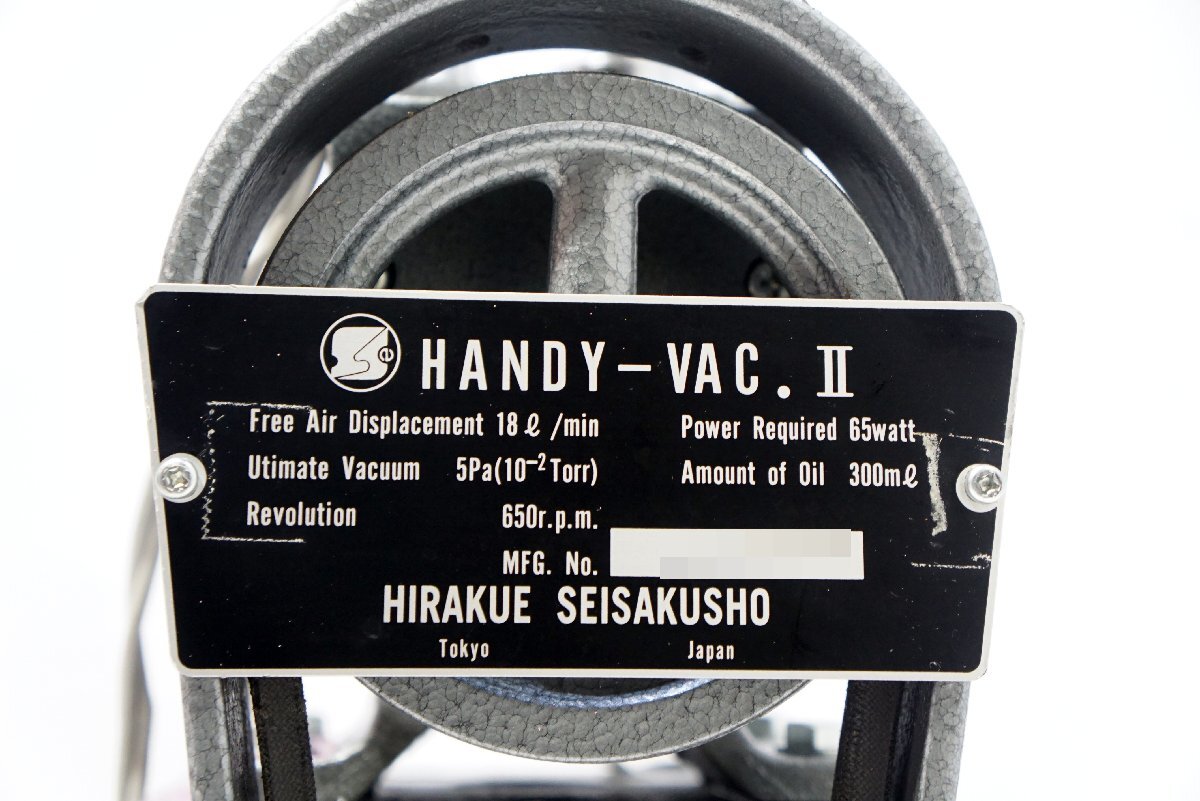 HANDY-VAC. II
Free Air Displacement 18ℓ/min Power Required 65watt
Utimate Vacuum 5Pa(10⁻² Torr) Amount of Oil 300mℓ
Revolution 650r.p.m.
MFG. No.
HIRAKUE SEISAKUSHO
Tokyo Japan